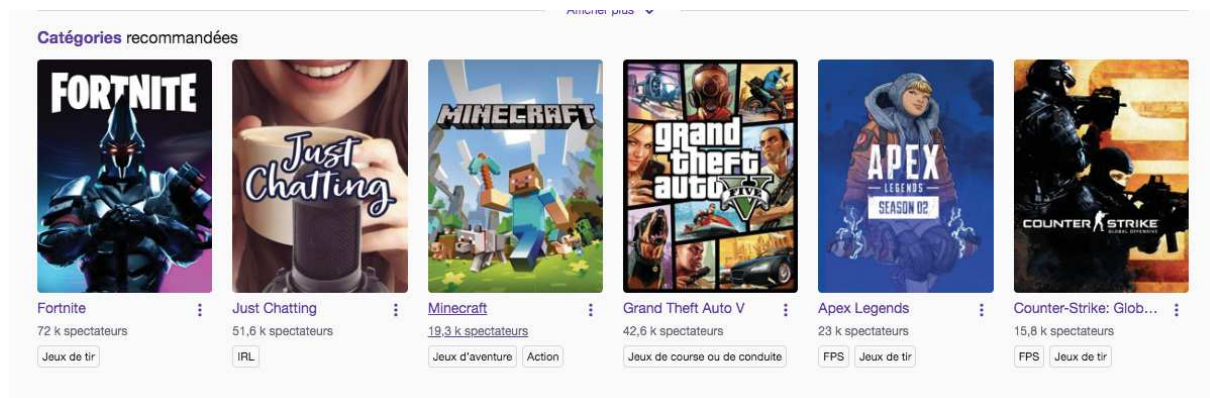 Afficher plus
Catégories recommandées
FORTNITE
Just
Chatting
MINECRAFT
grand
theft
auto
V
FIVE
APEX
LEGENDS
SEASON 02
COUNTER STRIKE
GLOBAL OFFENSIVE
Fortnite
72 k spectateurs
Jeux de tir
Just Chatting
51,6 k spectateurs
IRL
Minecraft
19,3 k spectateurs
Jeux d'aventure Action
Grand Theft Auto V
42,6 k spectateurs
Jeux de course ou de conduite
Apex Legends
23 k spectateurs
FPS Jeux de tir
Counter-Strike: Glob...
15,8 k spectateurs
FPS Jeux de tir